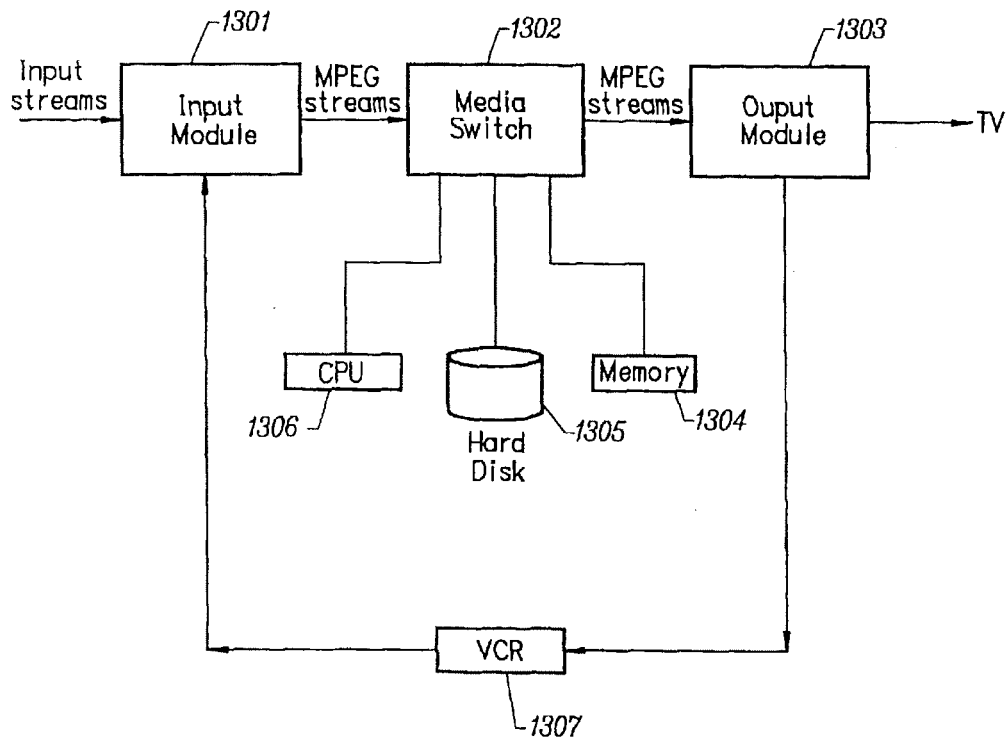 1301
1302
1303
Input
streams
Input
Module
MPEG
streams
Media
Switch
MPEG
streams
Ouput
Module
TV
CPU
1306
Hard
Disk
1305
Memory
1304
VCR
1307